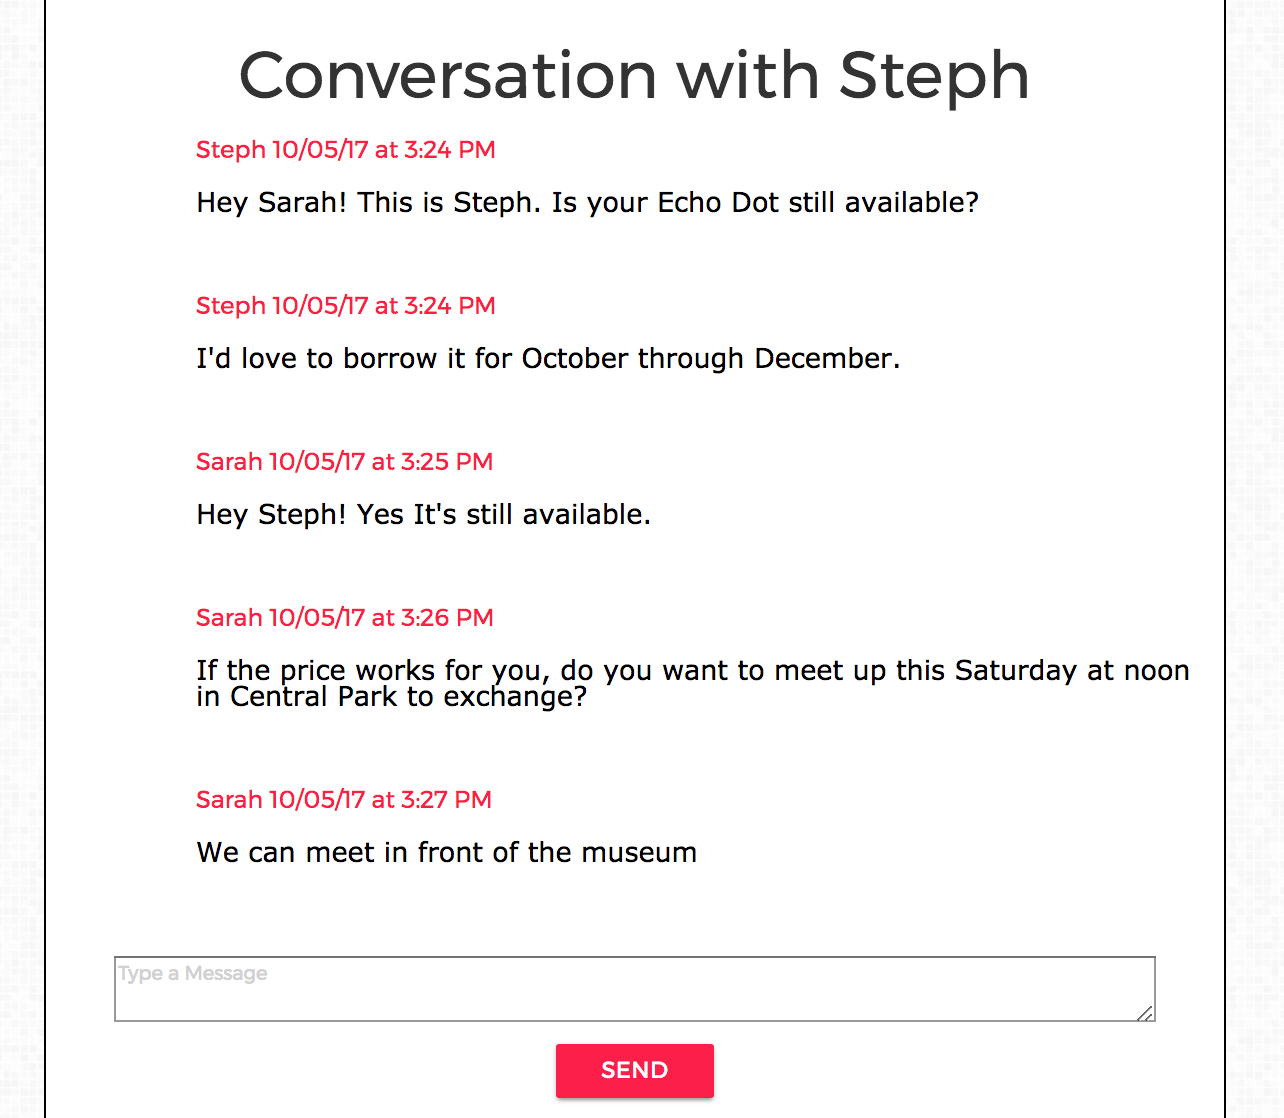 Conversation with Steph
Steph 10/05/17 at 3:24 PM
Hey Sarah! This is Steph. Is your Echo Dot still available?
Steph 10/05/17 at 3:24 PM
I'd love to borrow it for October through December.
Sarah 10/05/17 at 3:25 PM
Hey Steph! Yes It's still available.
Sarah 10/05/17 at 3:26 PM
If the price works for you, do you want to meet up this Saturday at noon
in Central Park to exchange?
Sarah 10/05/17 at 3:27 PM
We can meet in front of the museum
Type a Message
SEND